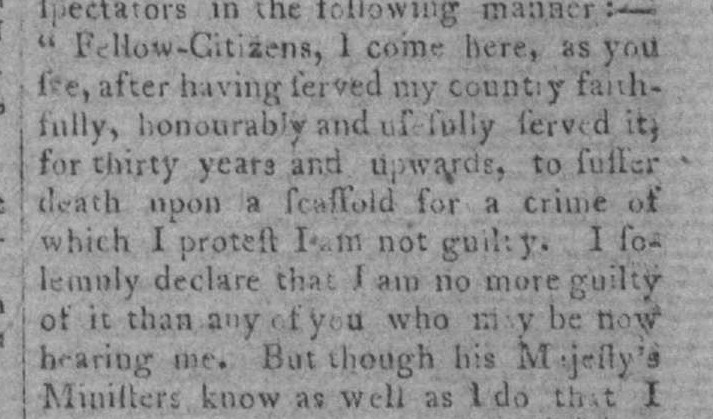 ſpectators in the following manner:—
“ Fellow-Citizens, I come here, as you
ſee, after having ſerved my country faith-
fully, honourably and uſefully ſerved it,
for thirty years and upwards, to ſuffer
death upon a ſcaffold for a crime of
which I proteſt I am not guilty. I ſo-
lemnly declare that I am no more guilty
of it than any of you who may be now
hearing me. But though his Majeſty's
Miniſters know as well as I do that I